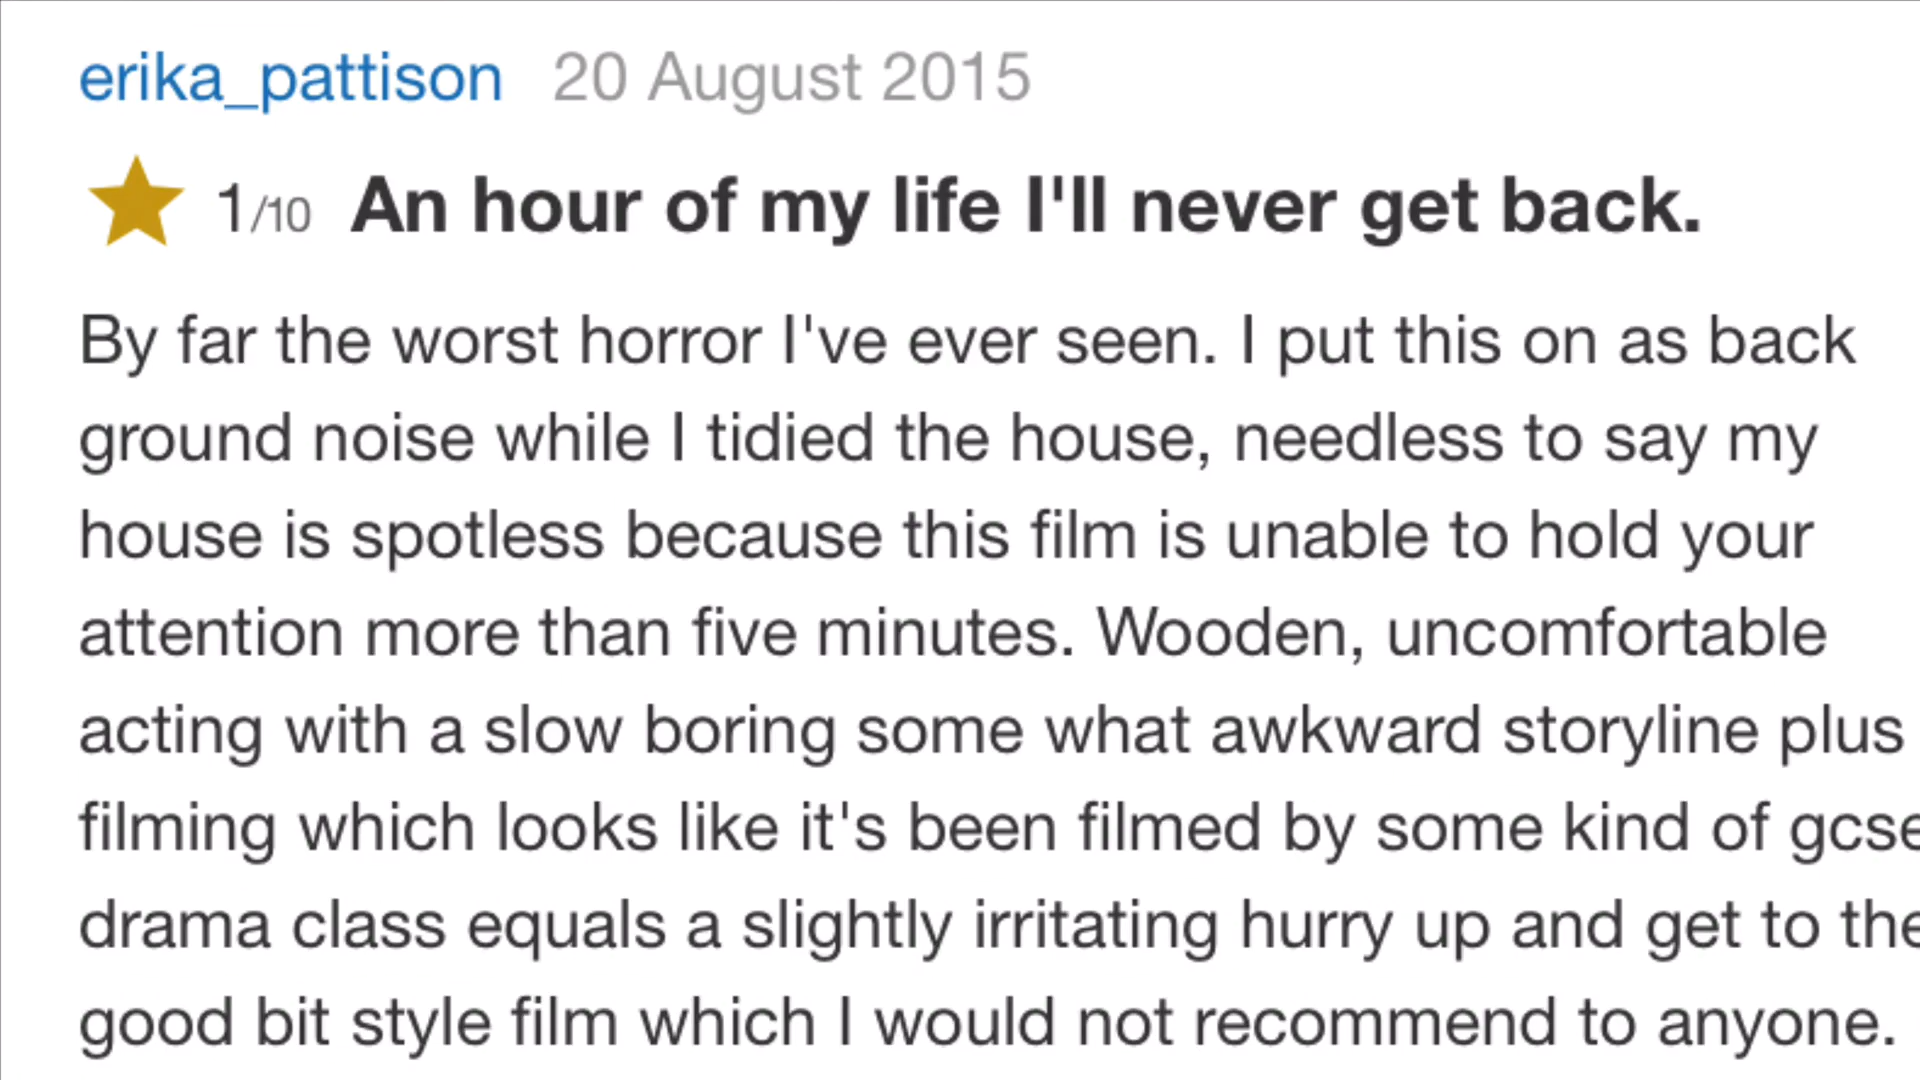 erika_pattison 20 August 2015
1/10 An hour of my life I'll never get back.
By far the worst horror I've ever seen. I put this on as back
ground noise while I tidied the house, needless to say my
house is spotless because this film is unable to hold your
attention more than five minutes. Wooden, uncomfortable
acting with a slow boring some what awkward storyline plus
filming which looks like it's been filmed by some kind of gcse
drama class equals a slightly irritating hurry up and get to the
good bit style film which I would not recommend to anyone.